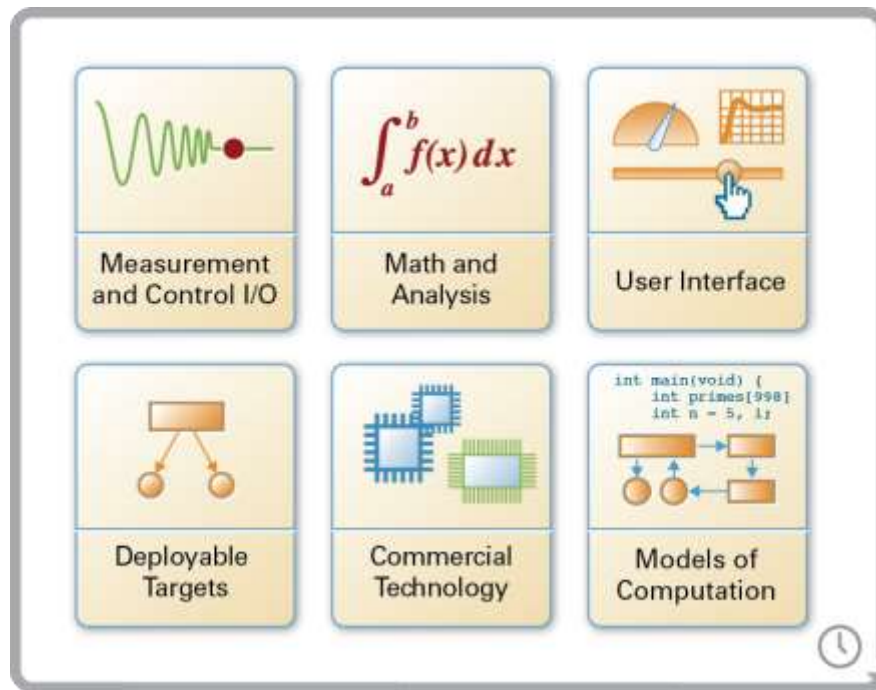 ∫ₐᵇ f(x) dx
Measurement
and Control I/O
Math and
Analysis
User Interface
Deployable
Targets
Commercial
Technology
int main(void) {
int primes[998]
int n = 5, i;
Models of
Computation